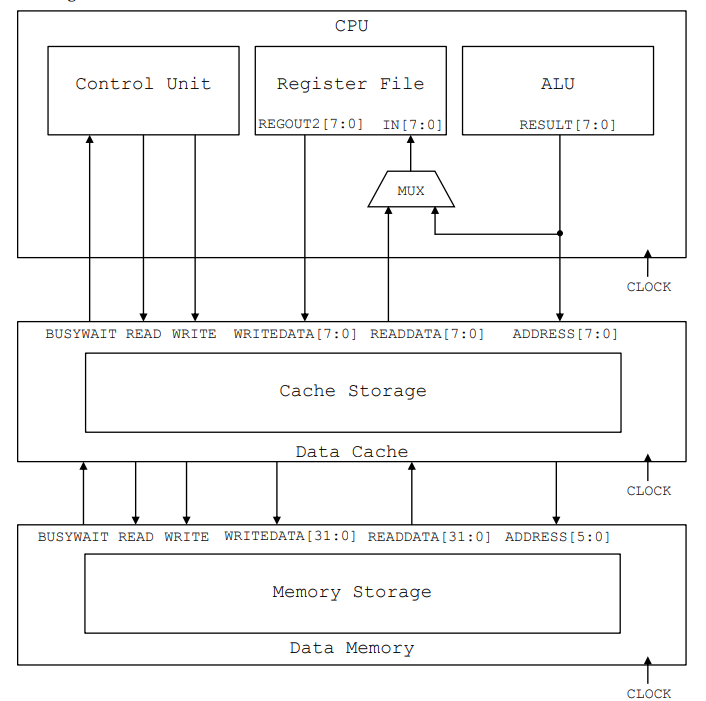 CPU
Control Unit Register File ALU
REGOUT2[7:0] IN[7:0] RESULT[7:0]
MUX
CLOCK
BUSYWAIT READ WRITE WRITEDATA[7:0] READDATA[7:0] ADDRESS[7:0]
Cache Storage
Data Cache
CLOCK
BUSYWAIT READ WRITE WRITEDATA[31:0] READDATA[31:0] ADDRESS[5:0]
Memory Storage
Data Memory
CLOCK